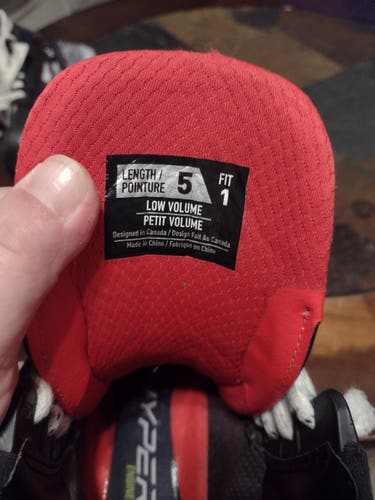 LENGTH / POINTURE 5 FIT 1
LOW VOLUME
PETIT VOLUME
Designed in Canada / Design Fait Au Canada
Made in China / Fabriqué en Chine